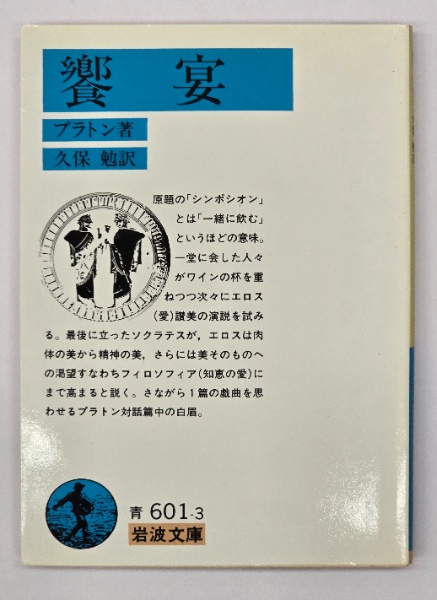 饗宴
プラトン著
久保 勉訳
原題の「シンポシオン」
とは「一緒に飲む」
というほどの意味。
一堂に会した人々
がワインの杯を重
ねつつ次々にエロス
(愛)讃美の演説を試み
る。最後に立ったソクラテスが，エロスは肉
体の美から精神の美，さらには美そのものへ
の渇望すなわちフィロソフィア(知恵の愛)に
まで高まると説く。さながら1篇の戯曲を思
わせるプラトン対話篇中の白眉。
青 601-3
岩波文庫